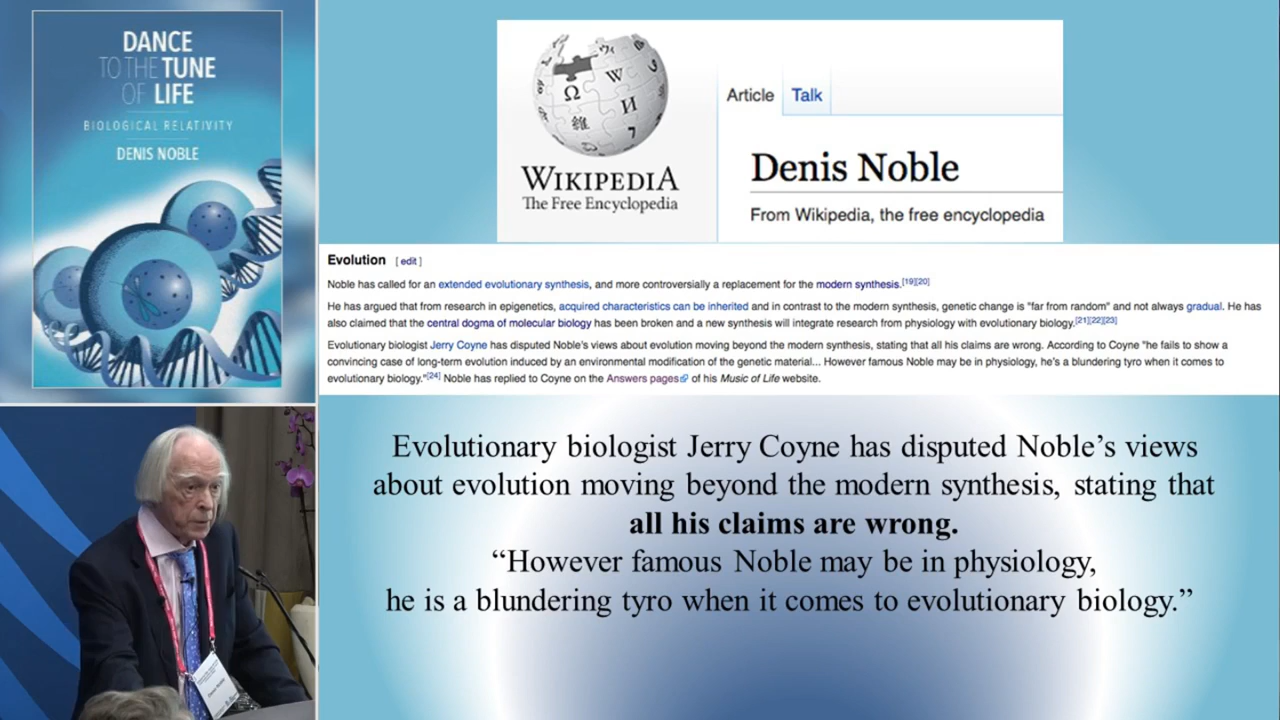 DANCE
TO THE TUNE
OF LIFE
BIOLOGICAL RELATIVITY
DENIS NOBLE
WIKIPEDIA
The Free Encyclopedia
Article Talk
Denis Noble
From Wikipedia, the free encyclopedia
Evolution [ edit ]
Noble has called for an extended evolutionary synthesis, and more controversially a replacement for the modern synthesis.[19][20]
He has argued that from research in epigenetics, acquired characteristics can be inherited and in contrast to the modern synthesis, genetic change is "far from random" and not always gradual. He has
also claimed that the central dogma of molecular biology has been broken and a new synthesis will integrate research from physiology with evolutionary biology.[21][22][23]
Evolutionary biologist Jerry Coyne has disputed Noble's views about evolution moving beyond the modern synthesis, stating that all his claims are wrong. According to Coyne "he fails to show a
convincing case of long-term evolution induced by an environmental modification of the genetic material... However famous Noble may be in physiology, he's a blundering tyro when it comes to
evolutionary biology."[24] Noble has replied to Coyne on the Answers pages of his Music of Life website.
Evolutionary biologist Jerry Coyne has disputed Noble’s views
about evolution moving beyond the modern synthesis, stating that
all his claims are wrong.
“However famous Noble may be in physiology,
he is a blundering tyro when it comes to evolutionary biology.”